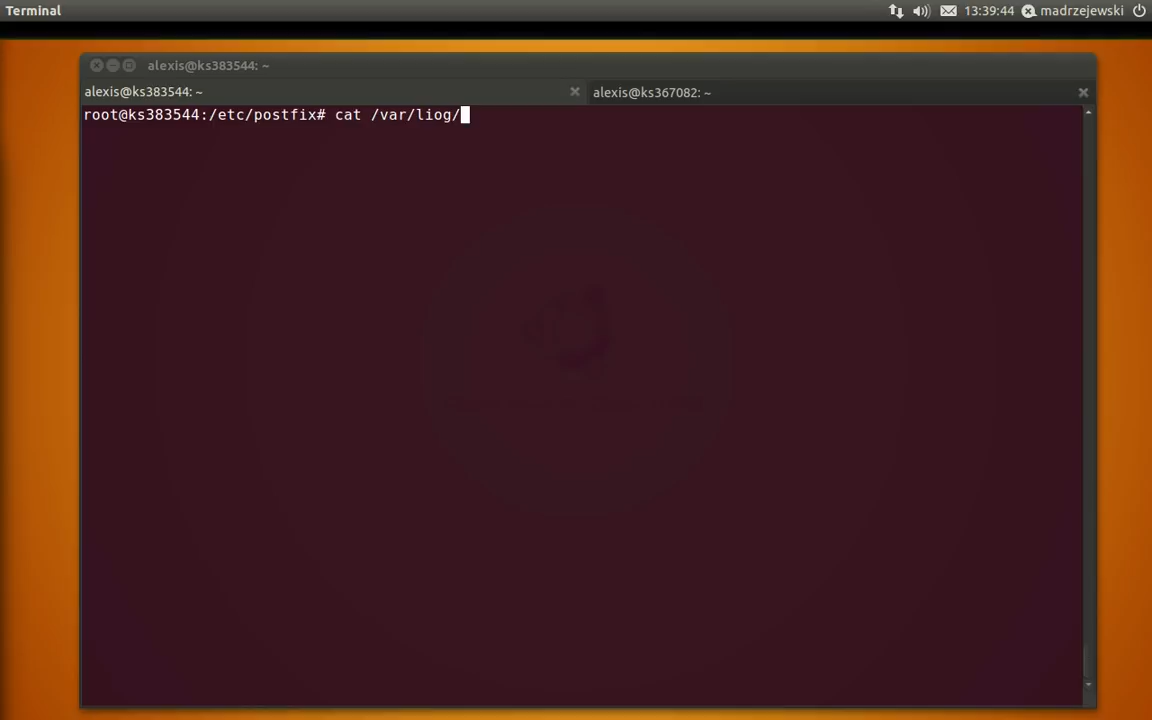 Terminal
13:39:44 madrzejewski
alexis@ks383544: ~
alexis@ks383544: ~
alexis@ks367082: ~
root@ks383544:/etc/postfix# cat /var/liog/